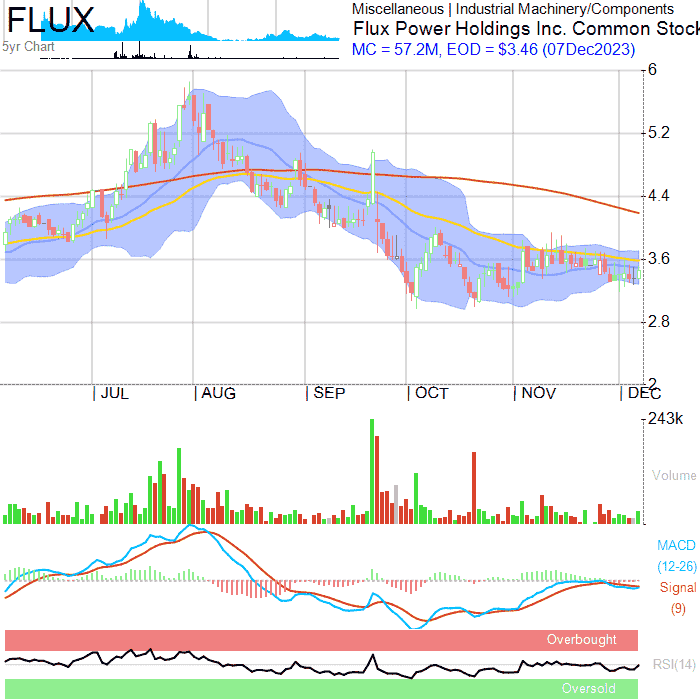 FLUX
5yr Chart
Miscellaneous | Industrial Machinery/Components
Flux Power Holdings Inc. Common Stock
MC = 57.2M, EOD = $3.46 (07Dec2023)
6
5.2
4.4
3.6
2.8
2
JUL AUG SEP OCT NOV DEC
243k
Volume
MACD
(12-26)
Signal
(9)
Overbought
RSI(14)
Oversold